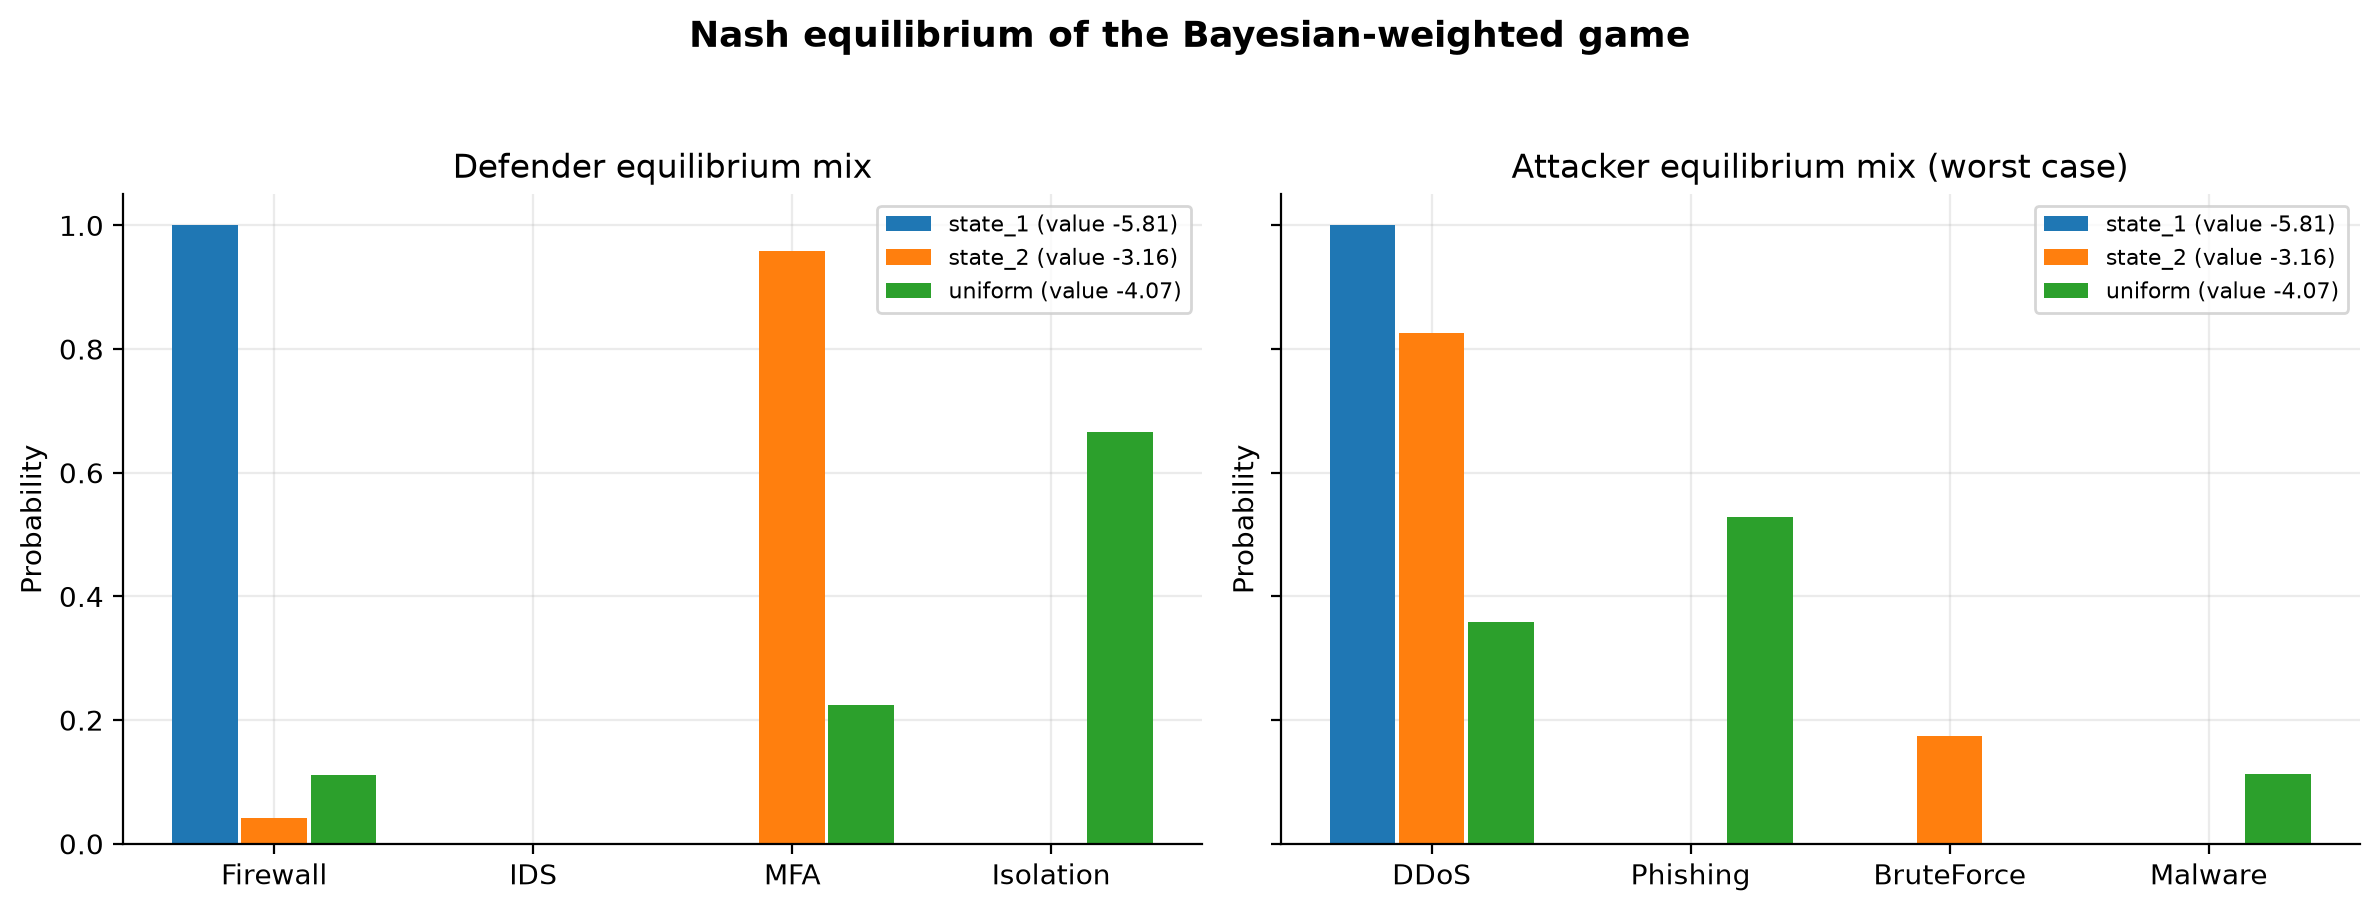 Nash equilibrium of the Bayesian-weighted game
Defender equilibrium mix
Probability
1.0
0.8
0.6
0.4
0.2
0.0
state_1 (value -5.81)
state_2 (value -3.16)
uniform (value -4.07)
Firewall IDS MFA Isolation
Attacker equilibrium mix (worst case)
Probability
state_1 (value -5.81)
state_2 (value -3.16)
uniform (value -4.07)
DDoS Phishing BruteForce Malware